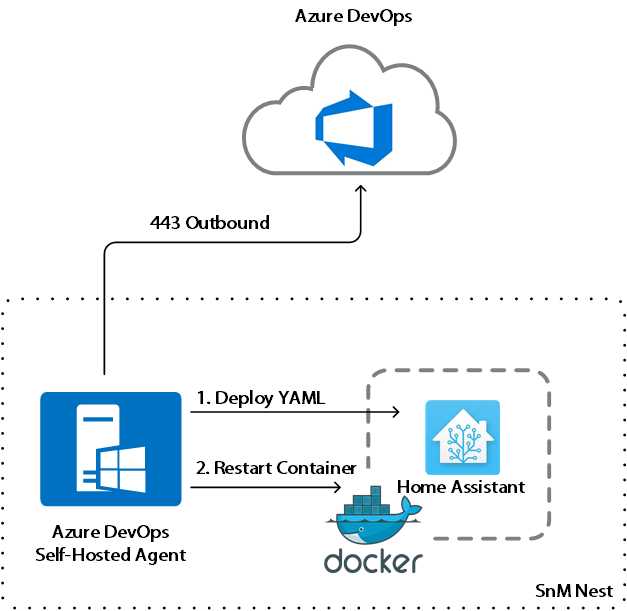 Azure DevOps
443 Outbound
1. Deploy YAML
2. Restart Container
Home Assistant
docker
Azure DevOps
Self-Hosted Agent
SnM Nest